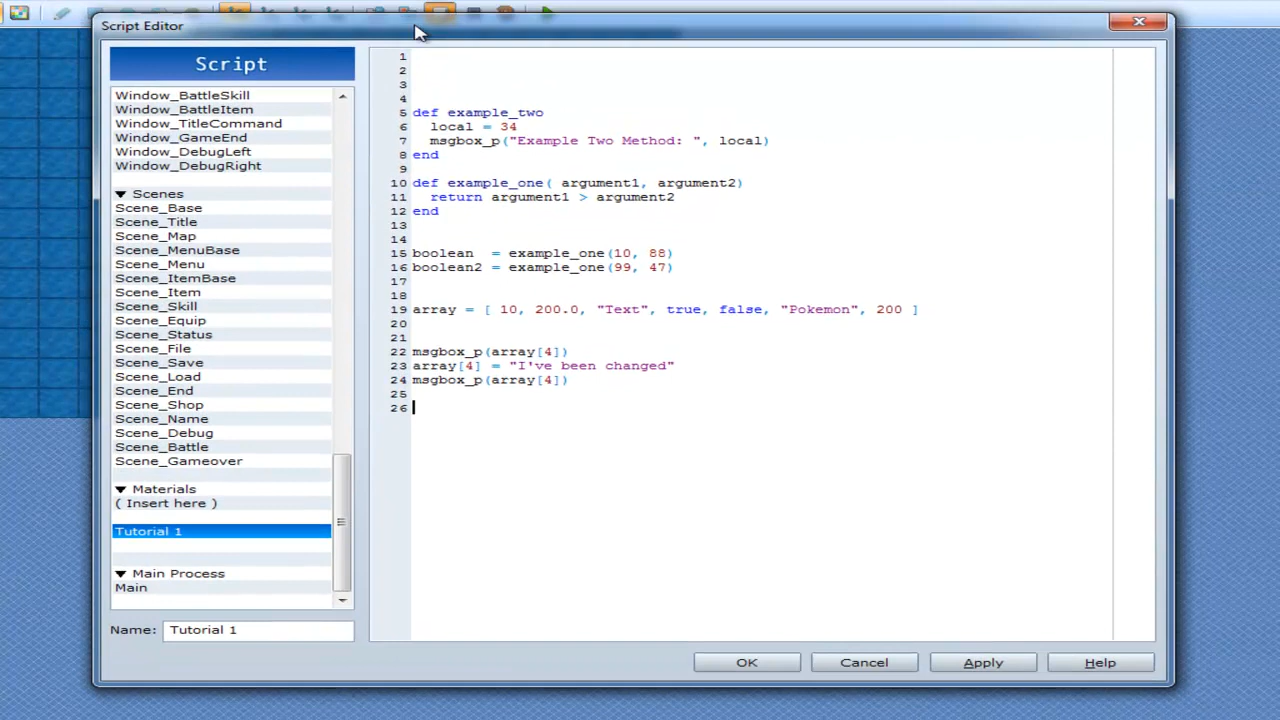 Script Editor
Script
Window_BattleSkill
Window_BattleItem
Window_TitleCommand
Window_GameEnd
Window_DebugLeft
Window_DebugRight
▼ Scenes
Scene_Base
Scene_Title
Scene_Map
Scene_MenuBase
Scene_Menu
Scene_ItemBase
Scene_Item
Scene_Skill
Scene_Equip
Scene_Status
Scene_File
Scene_Save
Scene_Load
Scene_End
Scene_Shop
Scene_Name
Scene_Debug
Scene_Battle
Scene_Gameover
▼ Materials
( Insert here )
Tutorial 1
▼ Main Process
Main
Name: Tutorial 1
1
2
3
4
5 def example_two
6 local = 34
7 msgbox_p("Example Two Method: ", local)
8 end
9
10 def example_one( argument1, argument2)
11 return argument1 > argument2
12 end
13
14
15 boolean = example_one(10, 88)
16 boolean2 = example_one(99, 47)
17
18
19 array = [ 10, 200.0, "Text", true, false, "Pokemon", 200 ]
20
21
22 msgbox_p(array[4])
23 array[4] = "I've been changed"
24 msgbox_p(array[4])
25
26
OK
Cancel
Apply
Help